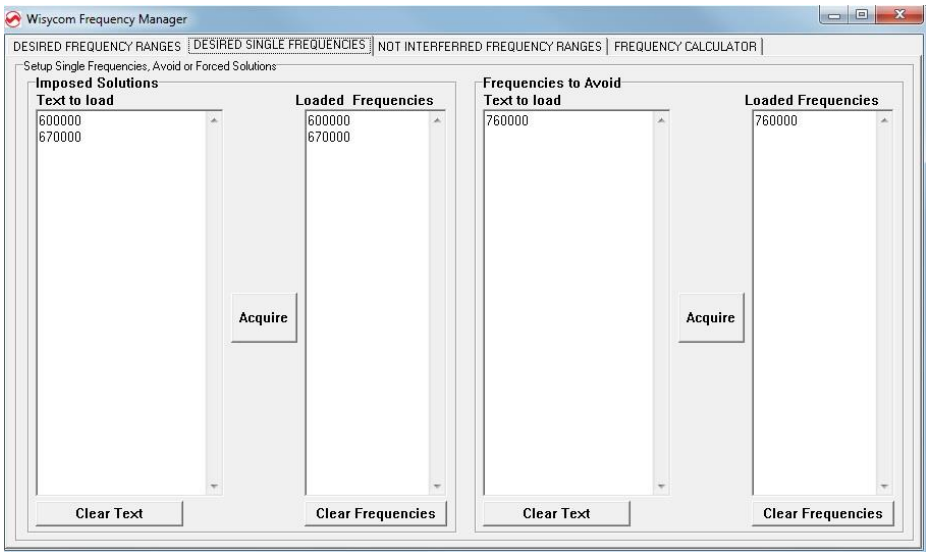 Wisycom Frequency Manager
DESIRED FREQUENCY RANGES DESIRED SINGLE FREQUENCIES NOT INTERFERRED FREQUENCY RANGES FREQUENCY CALCULATOR
Setup Single Frequencies, Avoid or Forced Solutions
Imposed Solutions
Text to load
Loaded Frequencies
600000
670000
600000
670000
Acquire
Clear Text
Clear Frequencies
Frequencies to Avoid
Text to load
Loaded Frequencies
760000
760000
Acquire
Clear Text
Clear Frequencies